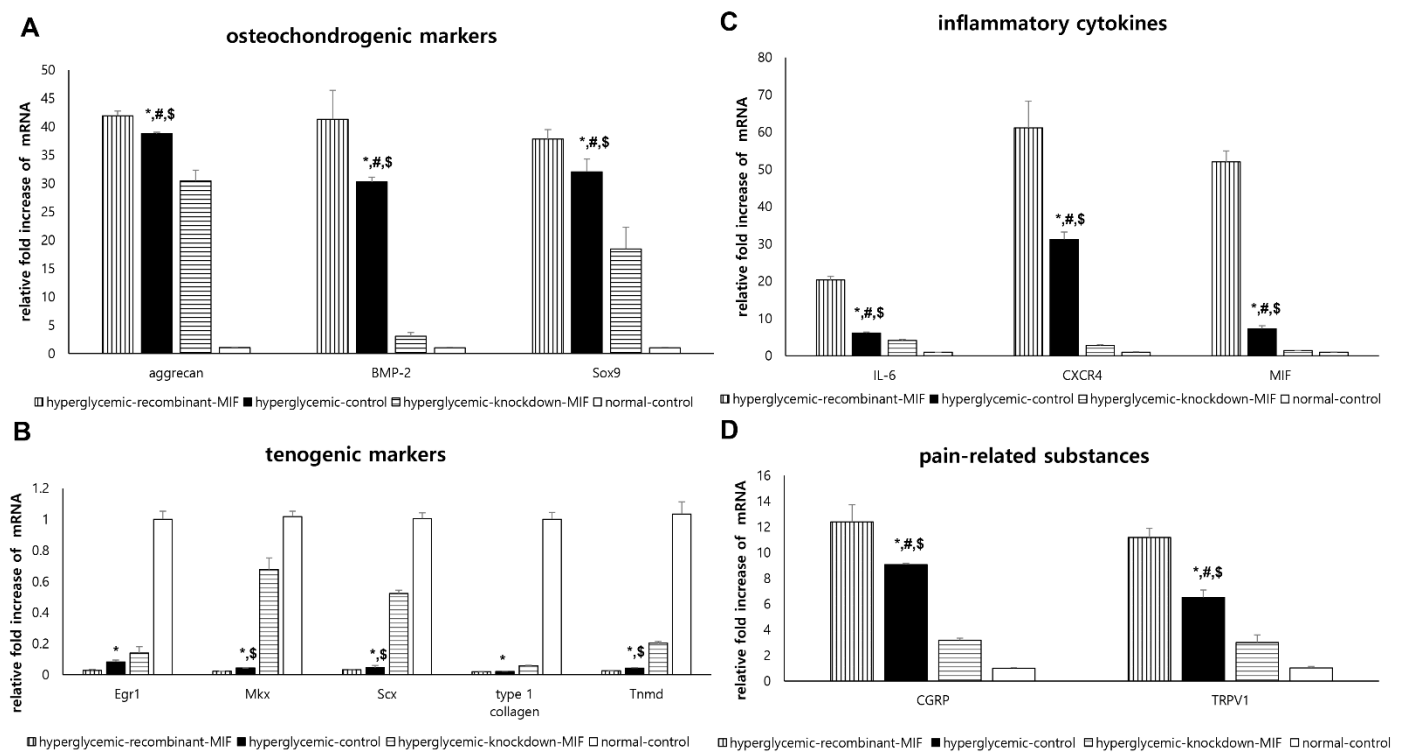 A
osteochondrogenic markers
relative fold increase of mRNA
50
45
40
35
30
25
20
15
10
5
0
*,#,$
*,#,$
*,#,$
aggrecan
BMP-2
Sox9
hyperglycemic-recombinant-MIF hyperglycemic-control hyperglycemic-knockdown-MIF normal-control
B
tenogenic markers
relative fold increase of mRNA
1.2
1
0.8
0.6
0.4
0.2
0
*
*,$
*,$
*
*,$
Egr1
Mkx
Scx
type 1
collagen
Tnmd
hyperglycemic-recombinant-MIF hyperglycemic-control hyperglycemic-knockdown-MIF normal-control
C
inflammatory cytokines
relative fold increase of mRNA
80
70
60
50
40
30
20
10
0
*,#,$
*,#,$
*,#,$
IL-6
CXCR4
MIF
hyperglycemic-recombinant-MIF hyperglycemic-control hyperglycemic-knockdown-MIF normal-control
D
pain-related substances
relative fold increase of mRNA
16
14
12
10
8
6
4
2
0
*,#,$
*,#,$
CGRP
TRPV1
hyperglycemic-recombinant-MIF hyperglycemic-control hyperglycemic-knockdown-MIF normal-control